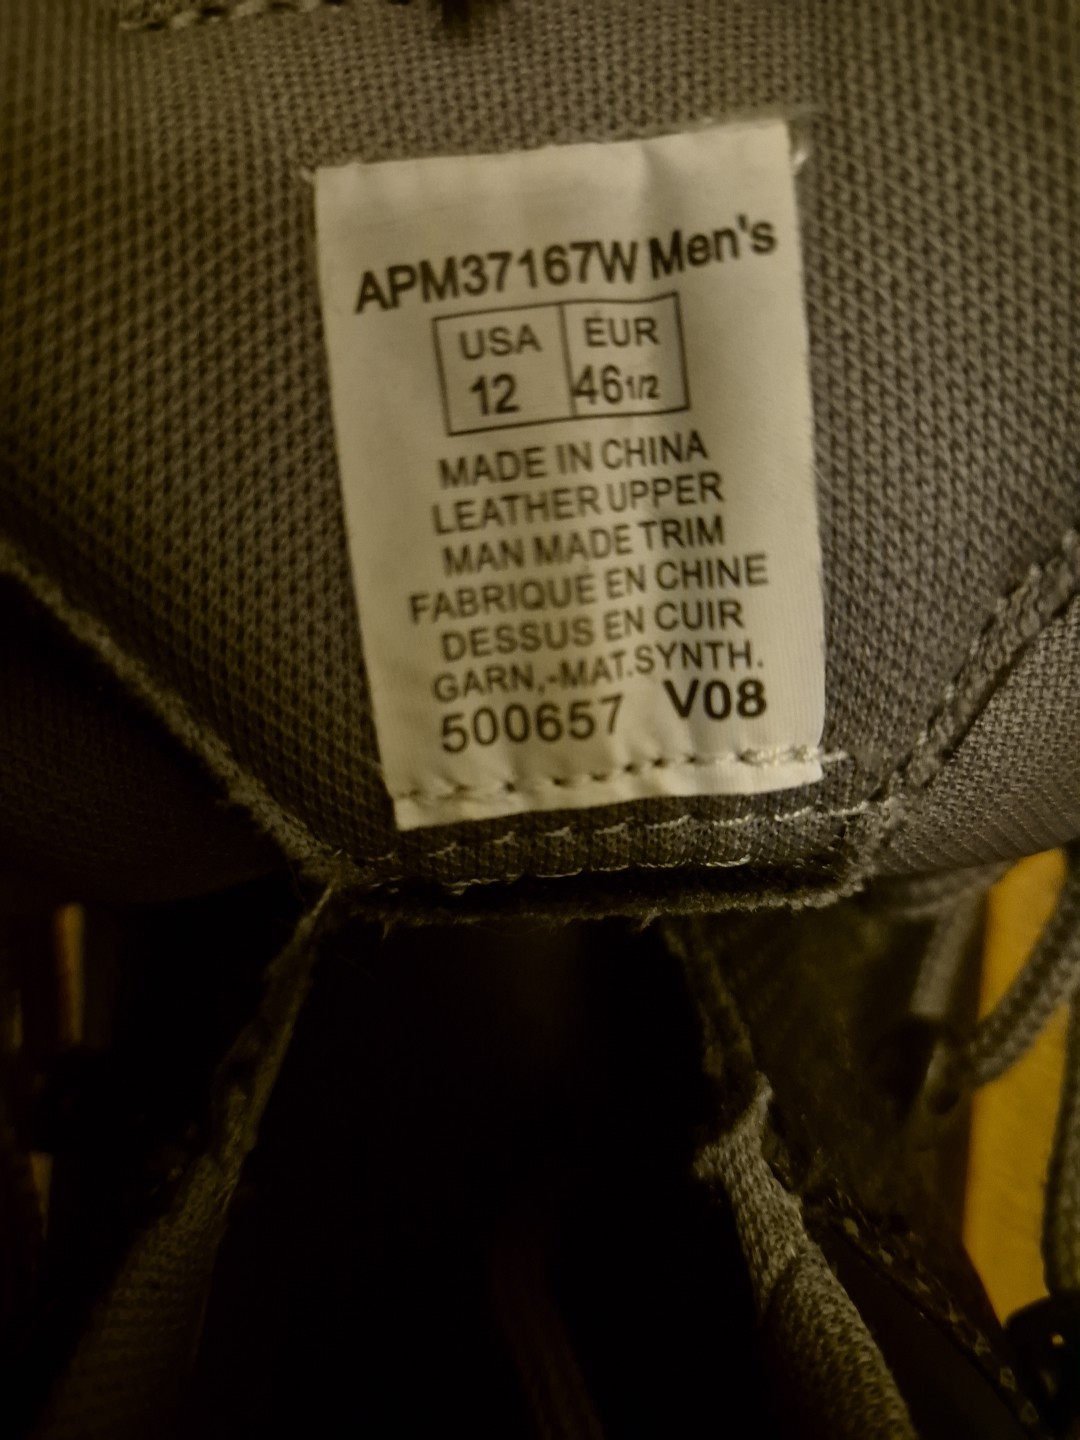 APM37167W Men's
USA EUR
12 46 1/2
MADE IN CHINA
LEATHER UPPER
MAN MADE TRIM
FABRIQUÉ EN CHINE
DESSUS EN CUIR
GARN,-MAT.SYNTH.
500657 V08